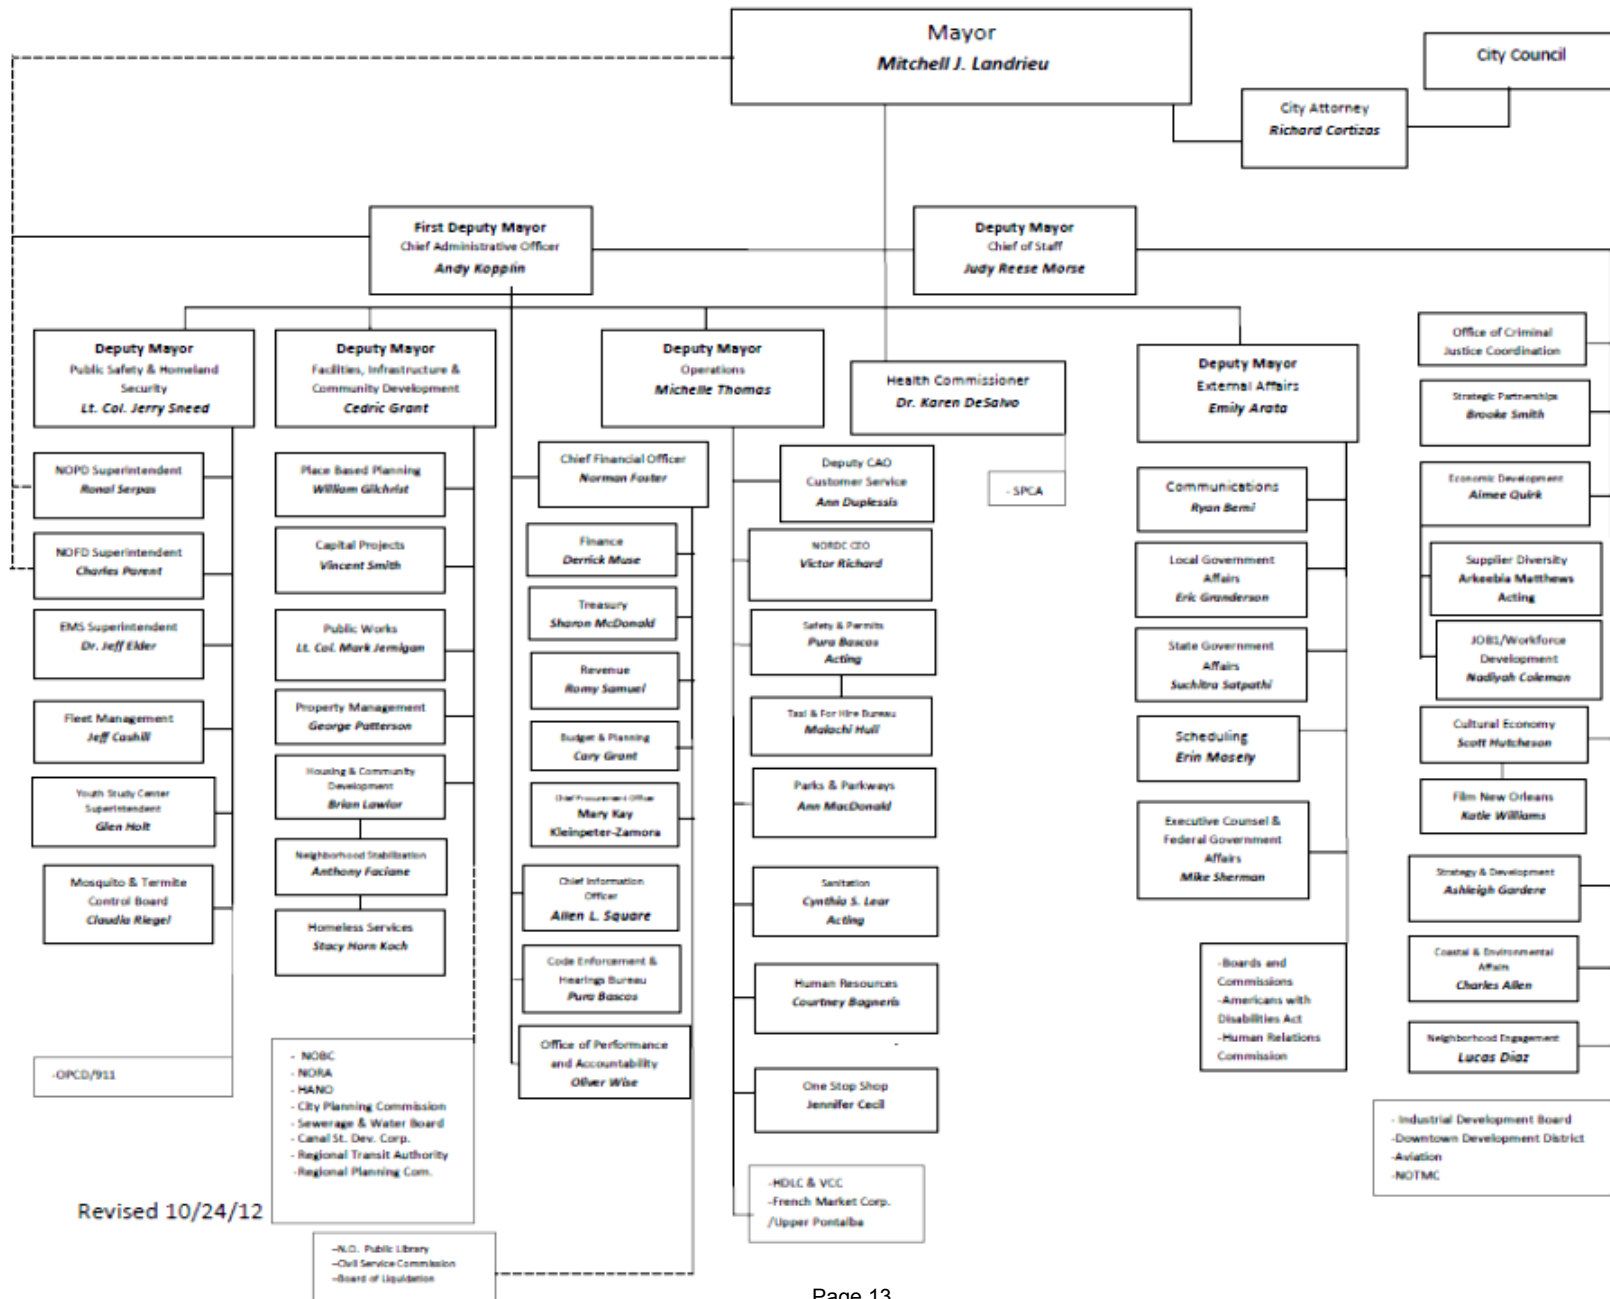 Mayor
Mitchell J. Landrieu
City Council
City Attorney
Richard Cortizas
First Deputy Mayor
Chief Administrative Officer
Andy Kopplin
Deputy Mayor
Chief of Staff
Judy Reese Morse
Deputy Mayor
Public Safety & Homeland
Security
Lt. Col. Jerry Sneed
Deputy Mayor
Facilities, Infrastructure &
Community Development
Cedric Grant
Deputy Mayor
Operations
Michelle Thomas
Health Commissioner
Dr. Karen DeSalvo
- SPCA
Deputy Mayor
External Affairs
Emily Arata
NOPD Superintendent
Ronal Serpas
NOFD Superintendent
Charles Parent
EMS Superintendent
Dr. Jeff Elder
Fleet Management
Jeff Cashill
Youth Study Center
Superintendent
Glen Holt
Mosquito & Termite
Control Board
Claudia Riegel
-OPCD/911
Place Based Planning
William Gilchrist
Capital Projects
Vincent Smith
Public Works
Lt. Col. Mark Jernigan
Property Management
George Patterson
Housing & Community
Development
Brian Lawlor
Neighborhood Stabilization
Anthony Faciane
Homeless Services
Stacy Horn Koch
- NOBC
- NORA
- HANO
- City Planning Commission
- Sewerage & Water Board
- Canal St. Dev. Corp.
- Regional Transit Authority
-Regional Planning Com.
Chief Financial Officer
Norman Foster
Finance
Derrick Muse
Treasury
Sharon McDonald
Revenue
Romy Samuel
Budget & Planning
Cary Grant
Chief Procurement Officer
Mary Kay
Kleinpeter-Zamora
Chief Information
Officer
Allen L. Square
Code Enforcement &
Hearings Bureau
Pura Bascos
Office of Performance
and Accountability
Oliver Wise
–N.O. Public Library
–Civil Service Commission
–Board of Liquidation
Deputy CAO
Customer Service
Ann Duplessis
NORDC CEO
Victor Richard
Safety & Permits
Pura Bascos
Acting
Taxi & For Hire Bureau
Malachi Hull
Parks & Parkways
Ann MacDonald
Sanitation
Cynthia S. Lear
Acting
Human Resources
Courtney Bagneris
One Stop Shop
Jennifer Cecil
-HDLC & VCC
-French Market Corp.
/Upper Pontalba
Communications
Ryan Berni
Local Government
Affairs
Eric Granderson
State Government
Affairs
Suchitra Satpathi
Scheduling
Erin Mosely
Executive Counsel &
Federal Government
Affairs
Mike Sherman
-Boards and
Commissions
-Americans with
Disabilities Act
-Human Relations
Commission
Office of Criminal
Justice Coordination
Strategic Partnerships
Brooke Smith
Economic Development
Aimee Quirk
Supplier Diversity
Arkeebia Matthews
Acting
JOB1/Workforce
Development
Nadiyah Coleman
Cultural Economy
Scott Hutcheson
Film New Orleans
Katie Williams
Strategy & Development
Ashleigh Gardere
Coastal & Environmental
Affairs
Charles Allen
Neighborhood Engagement
Lucas Diaz
- Industrial Development Board
-Downtown Development District
-Aviation
-NOTMC
Revised 10/24/12
Page 13